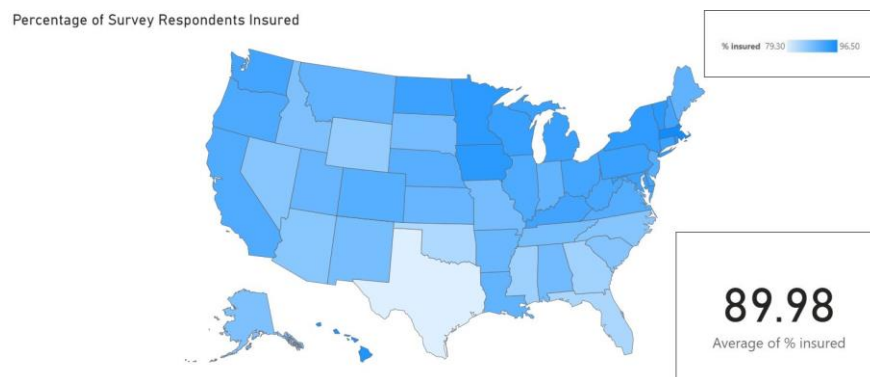 Percentage of Survey Respondents Insured
% insured 79.30 96.50
89.98
Average of % insured